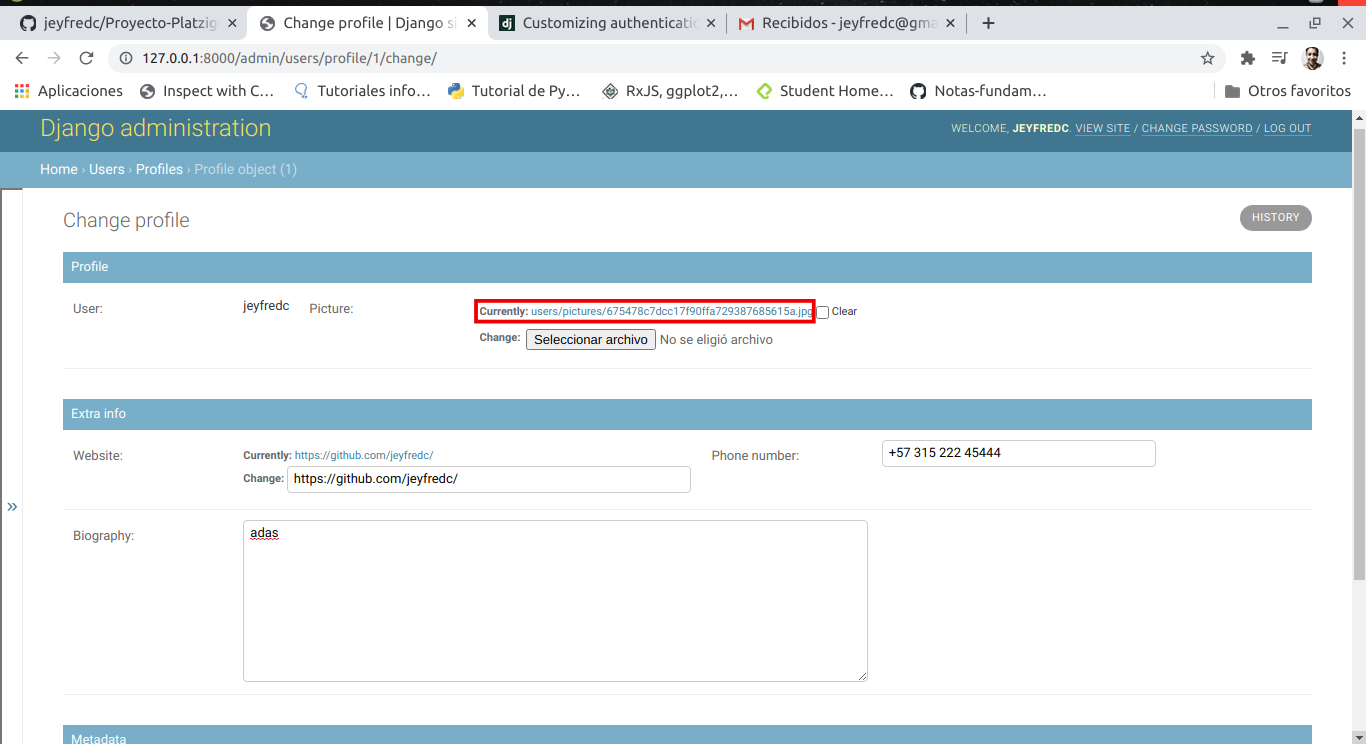 jeyfredc/Proyecto-Platzig
Change profile | Django si
Customizing authenticatio
Recibidos - jeyfredc@gma
127.0.0.1:8000/admin/users/profile/1/change/
Aplicaciones
Inspect with C...
Tutoriales info...
Tutorial de Py...
RxJS, ggplot2,...
Student Home...
Notas-fundam...
Otros favoritos
Django administration
WELCOME, JEYFREDC. VIEW SITE / CHANGE PASSWORD / LOG OUT
Home › Users › Profiles › Profile object (1)
Change profile
HISTORY
Profile
User: jeyfredc
Picture:
Currently: users/pictures/675478c7dcc17f90ffa729387685615a.jpg Clear
Change: Seleccionar archivo No se eligió archivo
Extra info
Website:
Currently: https://github.com/jeyfredc/
Change: https://github.com/jeyfredc/
Phone number: +57 315 222 45444
»
Biography:
adas
Metadata